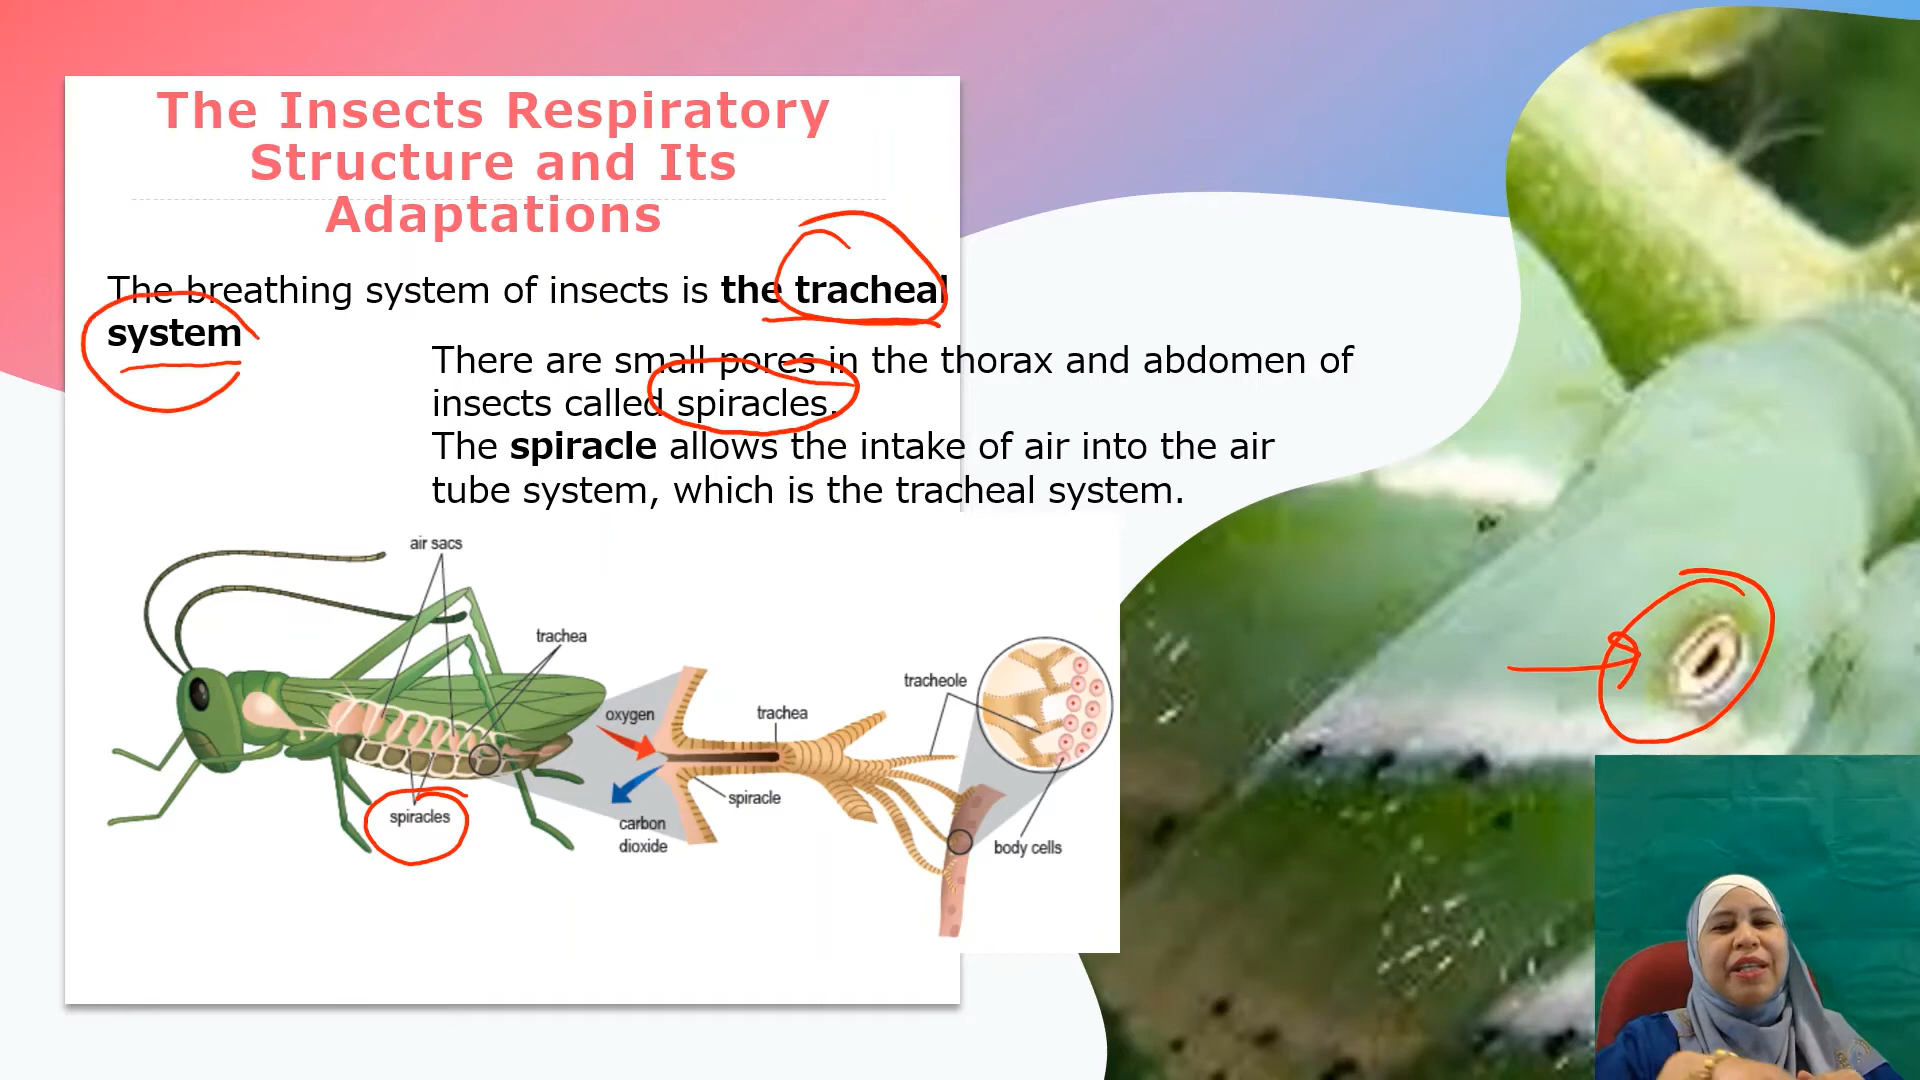 The Insects Respiratory
Structure and Its
Adaptations
The breathing system of insects is the tracheal
system
There are small pores in the thorax and abdomen of
insects called spiracles.
The spiracle allows the intake of air into the air
tube system, which is the tracheal system.
air sacs
trachea
spiracles
oxygen
carbon
dioxide
trachea
spiracle
tracheole
body cells